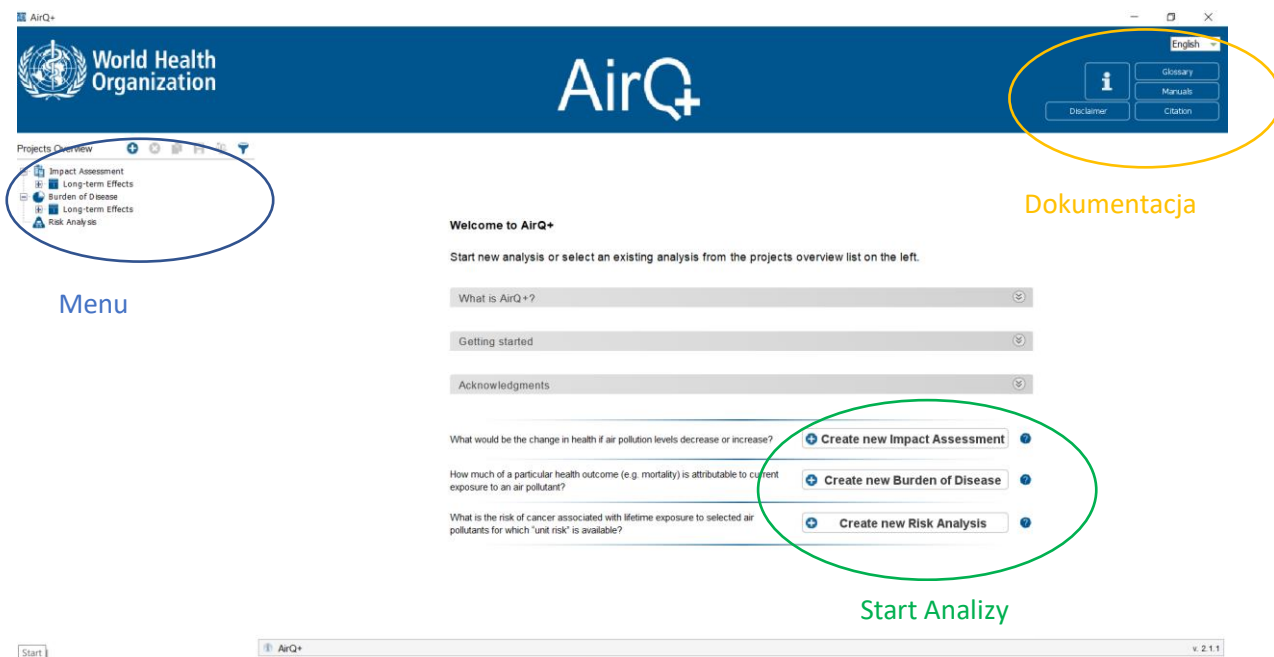 AirQ+
World Health
Organization
AirQ+
English
i
Glossary
Manuals
Disclaimer
Citation
Projects Overview
Impact Assessment
Long-term Effects
Burden of Disease
Long-term Effects
Risk Analysis
Menu
Dokumentacja
Welcome to AirQ+
Start new analysis or select an existing analysis from the projects overview list on the left.
What is AirQ+?
Getting started
Acknowledgments
What would be the change in health if air pollution levels decrease or increase?
Create new Impact Assessment
?
How much of a particular health outcome (e.g. mortality) is attributable to current
exposure to an air pollutant?
Create new Burden of Disease
?
What is the risk of cancer associated with lifetime exposure to selected air
pollutants for which "unit risk" is available?
Create new Risk Analysis
?
Start Analizy
Start
AirQ+
v. 2.1.1